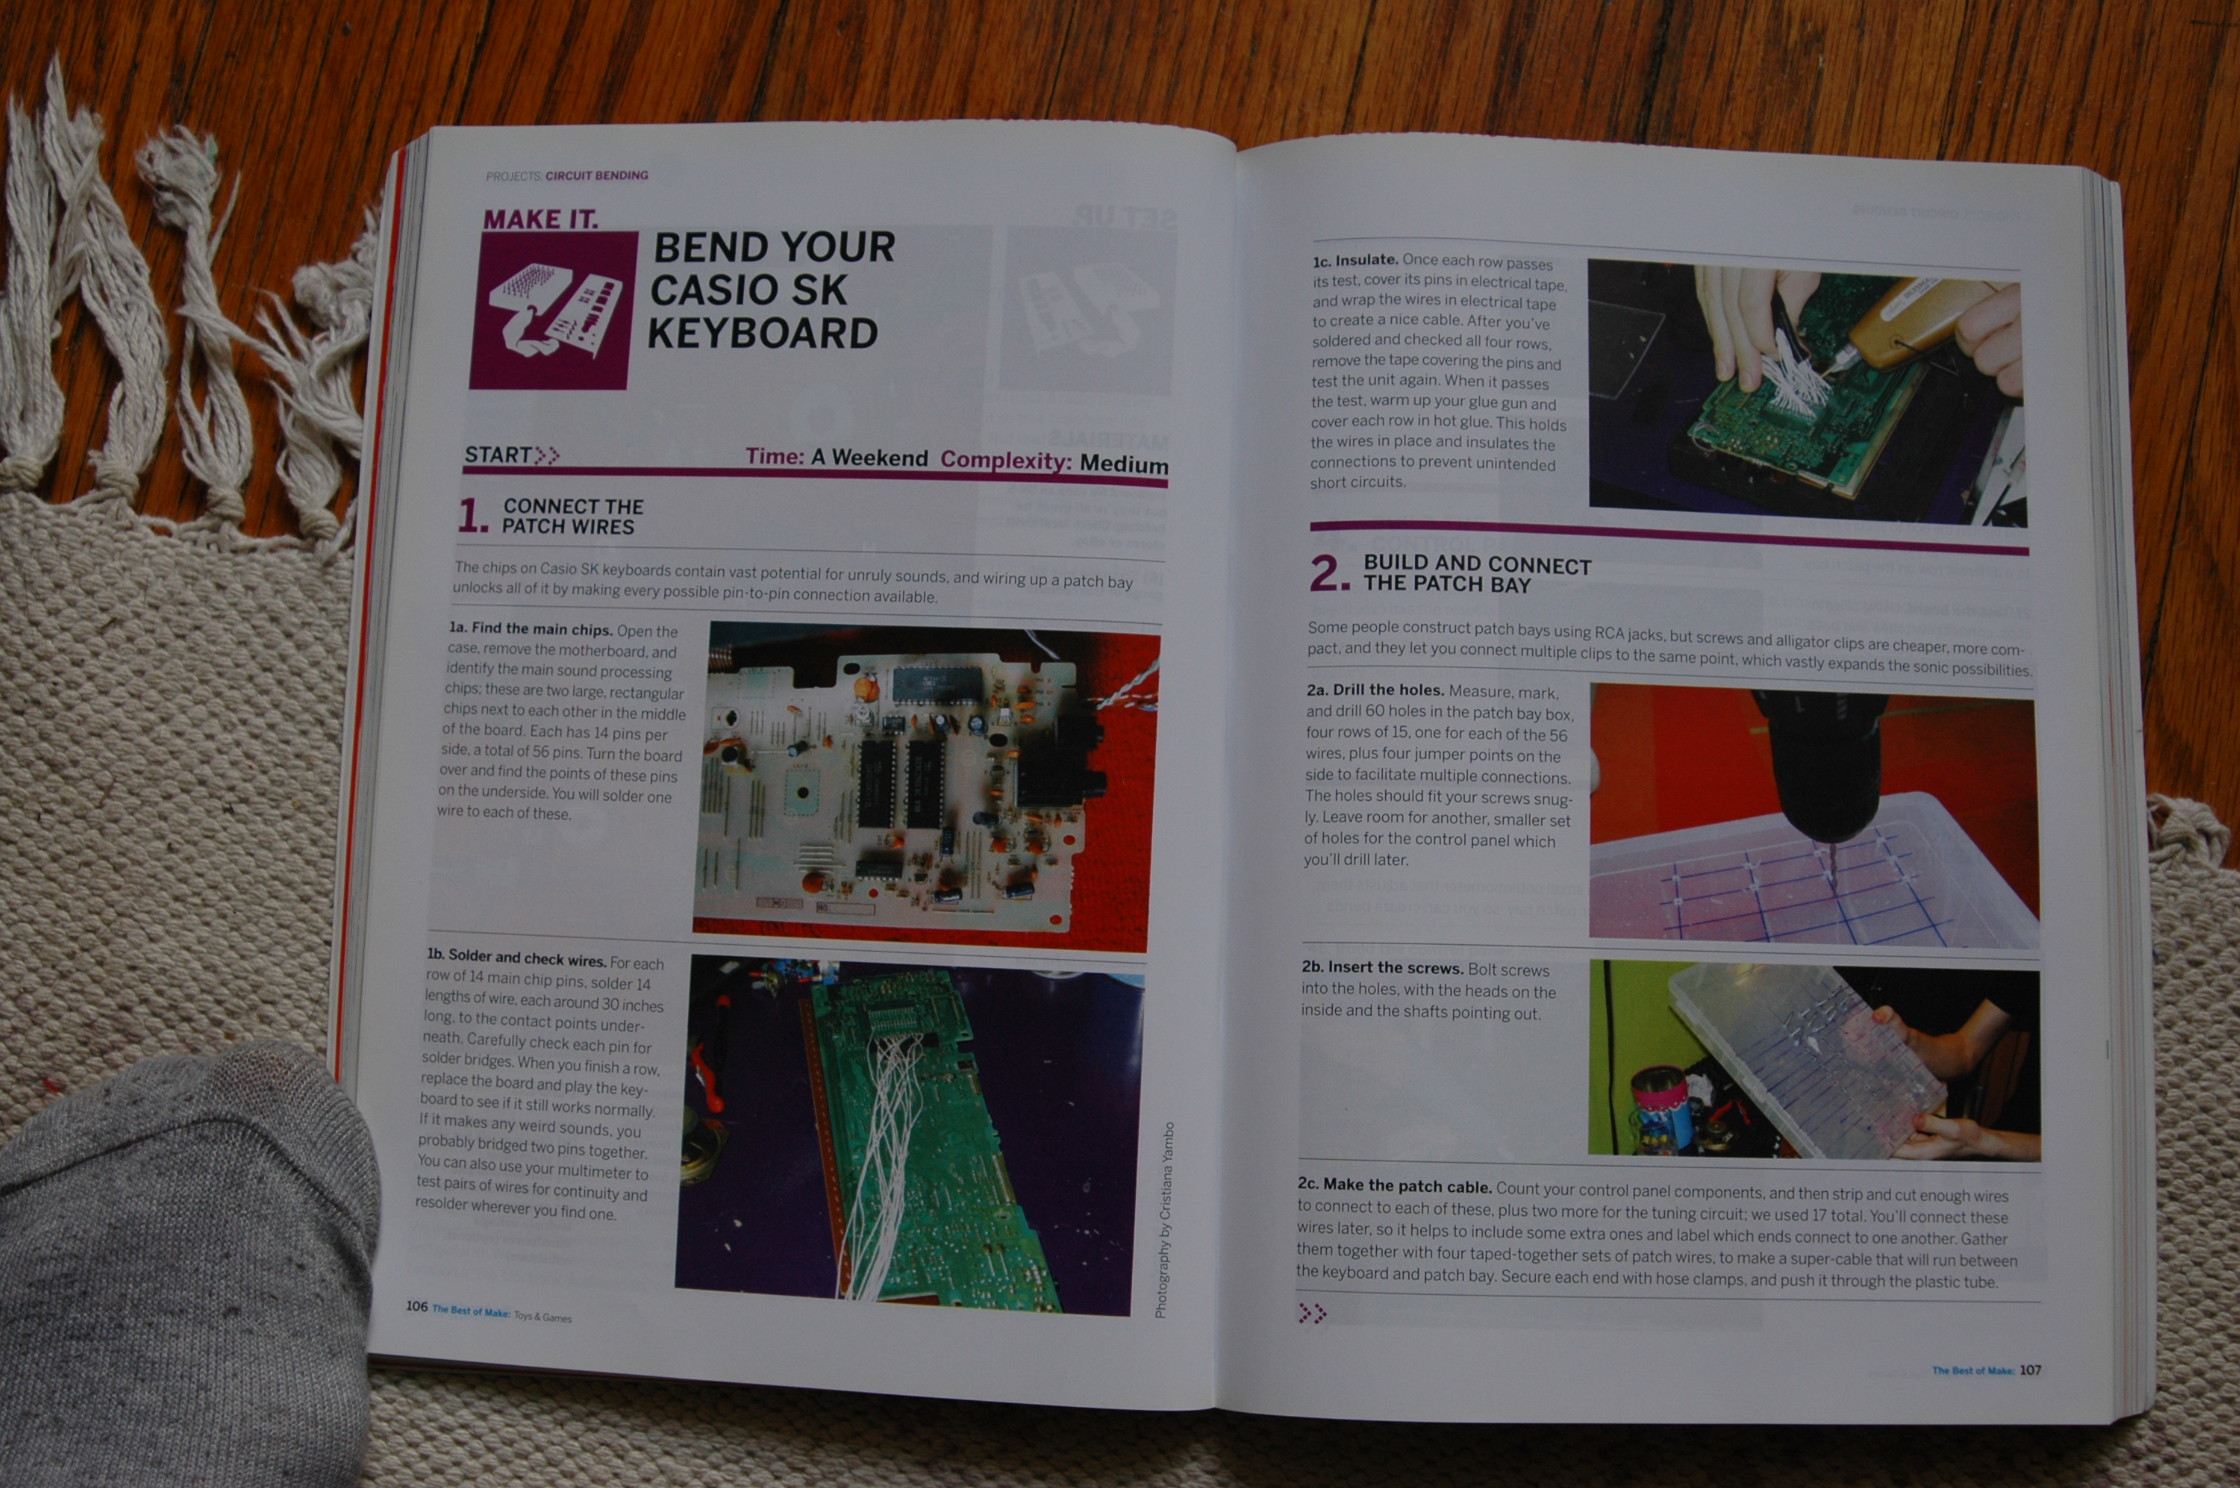 PROJECTS: CIRCUIT BENDING
MAKE IT.
BEND YOUR
CASIO SK
KEYBOARD
START>>
Time: A Weekend Complexity: Medium
1. CONNECT THE
PATCH WIRES
The chips on Casio SK keyboards contain vast potential for unruly sounds, and wiring up a patch bay
unlocks all of it by making every possible pin-to-pin connection available.
1a. Find the main chips. Open the
case, remove the motherboard, and
identify the main sound processing
chips; these are two large, rectangular
chips next to each other in the middle
of the board. Each has 14 pins per
side, a total of 56 pins. Turn the board
over and find the points of these pins
on the underside. You will solder one
wire to each of these.
1b. Solder and check wires. For each
row of 14 main chip pins, solder 14
lengths of wire, each around 30 inches
long, to the contact points under-
neath. Carefully check each pin for
solder bridges. When you finish a row,
replace the board and play the key-
board to see if it still works normally.
If it makes any weird sounds, you
probably bridged two pins together.
You can also use your multimeter to
test pairs of wires for continuity and
resolder wherever you find one.
Photography by Cristiana Yambo
106 The Best of Make: Toys & Games
1c. Insulate. Once each row passes
its test, cover its pins in electrical tape,
and wrap the wires in electrical tape
to create a nice cable. After you've
soldered and checked all four rows,
remove the tape covering the pins and
test the unit again. When it passes
the test, warm up your glue gun and
cover each row in hot glue. This holds
the wires in place and insulates the
connections to prevent unintended
short circuits.
2. BUILD AND CONNECT
THE PATCH BAY
Some people construct patch bays using RCA jacks, but screws and alligator clips are cheaper, more com-
pact, and they let you connect multiple clips to the same point, which vastly expands the sonic possibilities.
2a. Drill the holes. Measure, mark,
and drill 60 holes in the patch bay box,
four rows of 15, one for each of the 56
wires, plus four jumper points on the
side to facilitate multiple connections.
The holes should fit your screws snug-
ly. Leave room for another, smaller set
of holes for the control panel which
you'll drill later.
2b. Insert the screws. Bolt screws
into the holes, with the heads on the
inside and the shafts pointing out.
2c. Make the patch cable. Count your control panel components, and then strip and cut enough wires
to connect to each of these, plus two more for the tuning circuit; we used 17 total. You'll connect these
wires later, so it helps to include some extra ones and label which ends connect to one another. Gather
them together with four taped-together sets of patch wires, to make a super-cable that will run between
the keyboard and patch bay. Secure each end with hose clamps, and push it through the plastic tube.
The Best of Make: 107